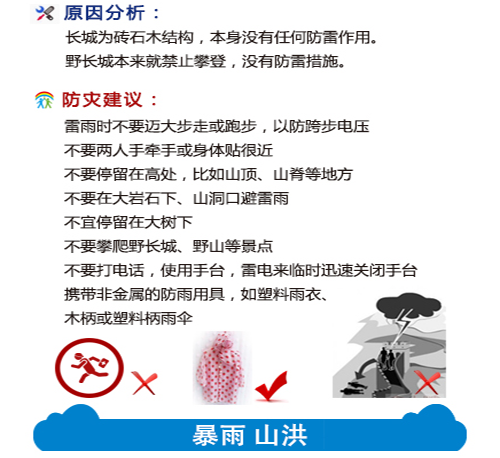 原因分析：
长城为砖石木结构，本身没有任何防雷作用。
野长城本来就禁止攀登，没有防雷措施。
防灾建议：
雷雨时不要迈大步走或跑步，以防跨步电压
不要两人手牵手或身体贴很近
不要停留在高处，比如山顶、山脊等地方
不要在大岩石下、山洞口避雷雨
不宜停留在大树下
不要攀爬野长城、野山等景点
不要打电话，使用手台，雷电来临时迅速关闭手台
携带非金属的防雨用具，如塑料雨衣、
木柄或塑料柄雨伞
暴雨 山洪